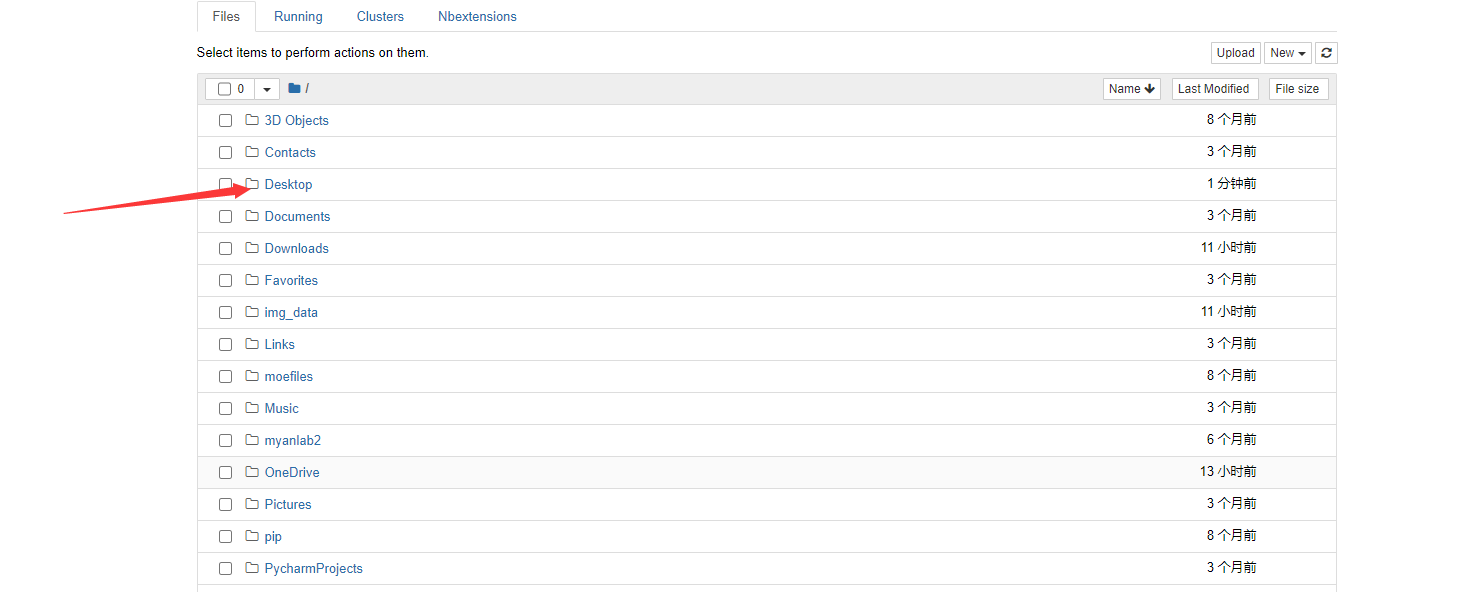 Files Running Clusters Nbextensions
Select items to perform actions on them. Upload New
0 / Name Last Modified File size
3D Objects 8 个月前
Contacts 3 个月前
Desktop 1 分钟前
Documents 3 个月前
Downloads 11 小时前
Favorites 3 个月前
img_data 11 小时前
Links 3 个月前
moefiles 8 个月前
Music 3 个月前
myanlab2 6 个月前
OneDrive 13 小时前
Pictures 3 个月前
pip 8 个月前
PycharmProjects 3 个月前